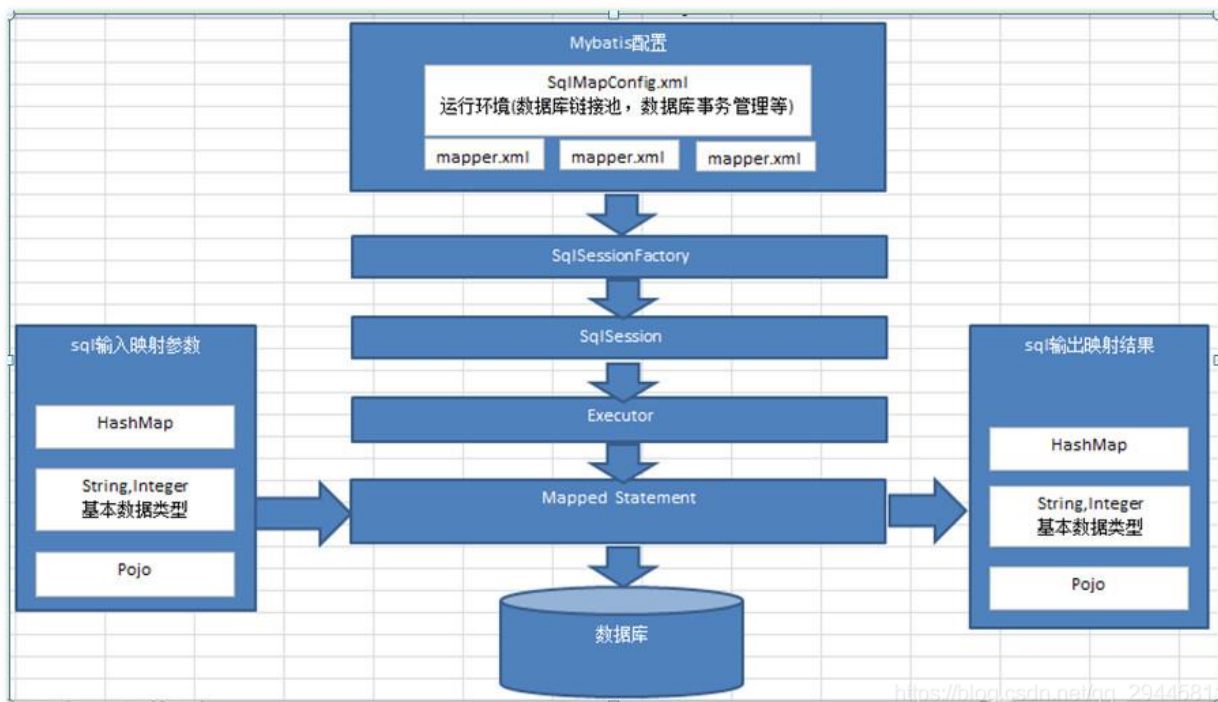 Mybatis配置
SqlMapConfig.xml
运行环境(数据库链接池，数据库事务管理等)
mapper.xml
mapper.xml
mapper.xml
SqlSessionFactory
SqlSession
Executor
Mapped Statement
数据库
sql输入映射参数
HashMap
String,Integer
基本数据类型
Pojo
sql输出映射结果
HashMap
String,Integer
基本数据类型
Pojo